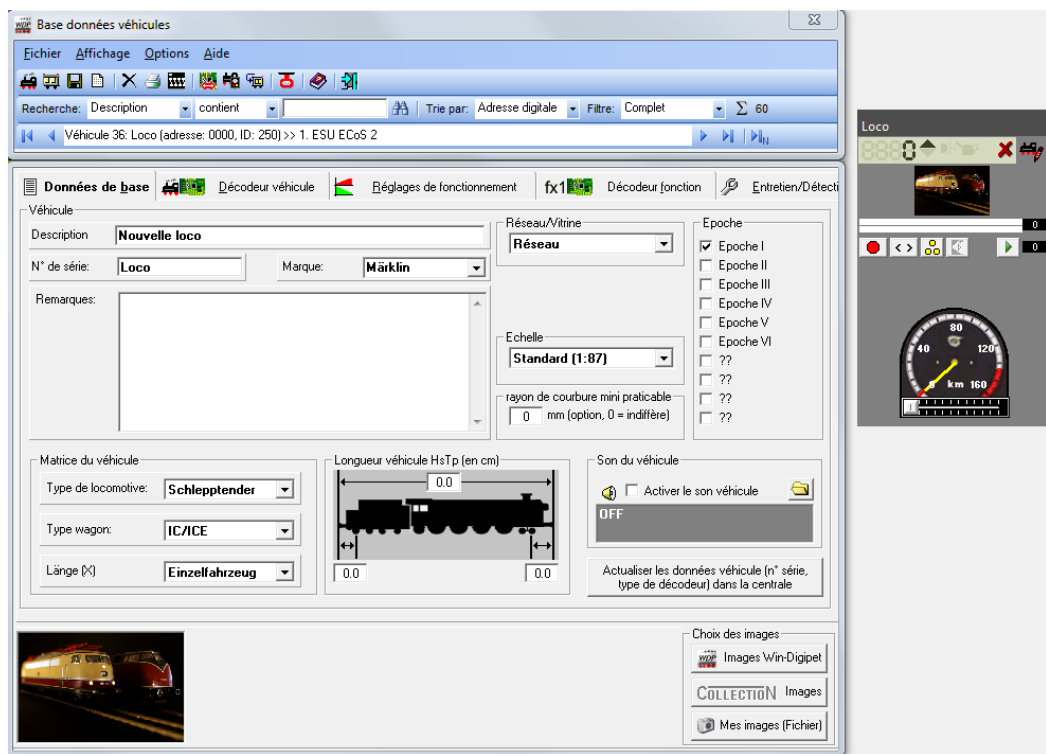 Base données véhicules
Fichier Affichage Options Aide
Recherche: Description contient Trie par: Adresse digitale Filtre: Complet Σ 60
Véhicule 36: Loco (adresse: 0000, ID: 250) >> 1. ESU ECoS 2
Données de base Décodeur véhicule Réglages de fonctionnement fx1 Décodeur fonction Entretien/Détecti
Véhicule
Description Nouvelle loco
N° de série: Loco Marque: Märklin
Remarques:
Réseau/Vitrine
Réseau
Echelle
Standard (1:87)
rayon de courbure mini praticable
0 mm (option, 0 = indiffère)
Epoche
Epoche I
Epoche II
Epoche III
Epoche IV
Epoche V
Epoche VI
??
??
??
??
Matrice du véhicule
Type de locomotive: Schlepptender
Type wagon: IC/ICE
Länge (X) Einzelfahrzeug
Longueur véhicule HsTp (en cm)
0.0
0.0 0.0
Son du véhicule
Activer le son véhicule
OFF
Actualiser les données véhicule (n° série,
type de décodeur) dans la centrale
Choix des images
WDP Images Win-Digipet
COLLECTION Images
Mes images (Fichier)
Loco
0
0
< > 0
80
40 120
0 km 160